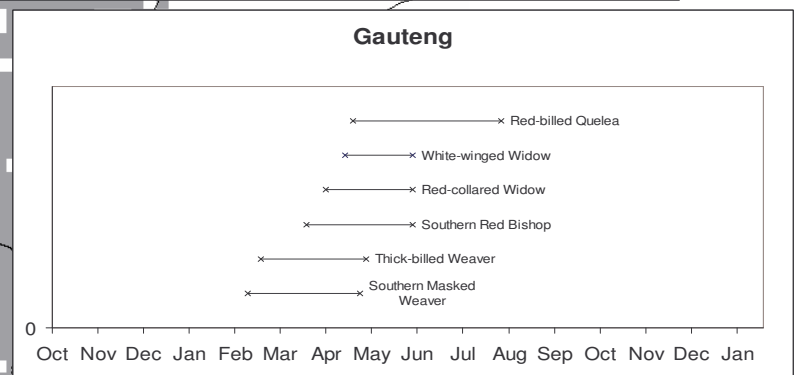 Gauteng
Red-billed Quelea
White-winged Widow
Red-collared Widow
Southern Red Bishop
Thick-billed Weaver
Southern Masked
Weaver
0
Oct Nov Dec Jan Feb Mar Apr May Jun Jul Aug Sep Oct Nov Dec Jan